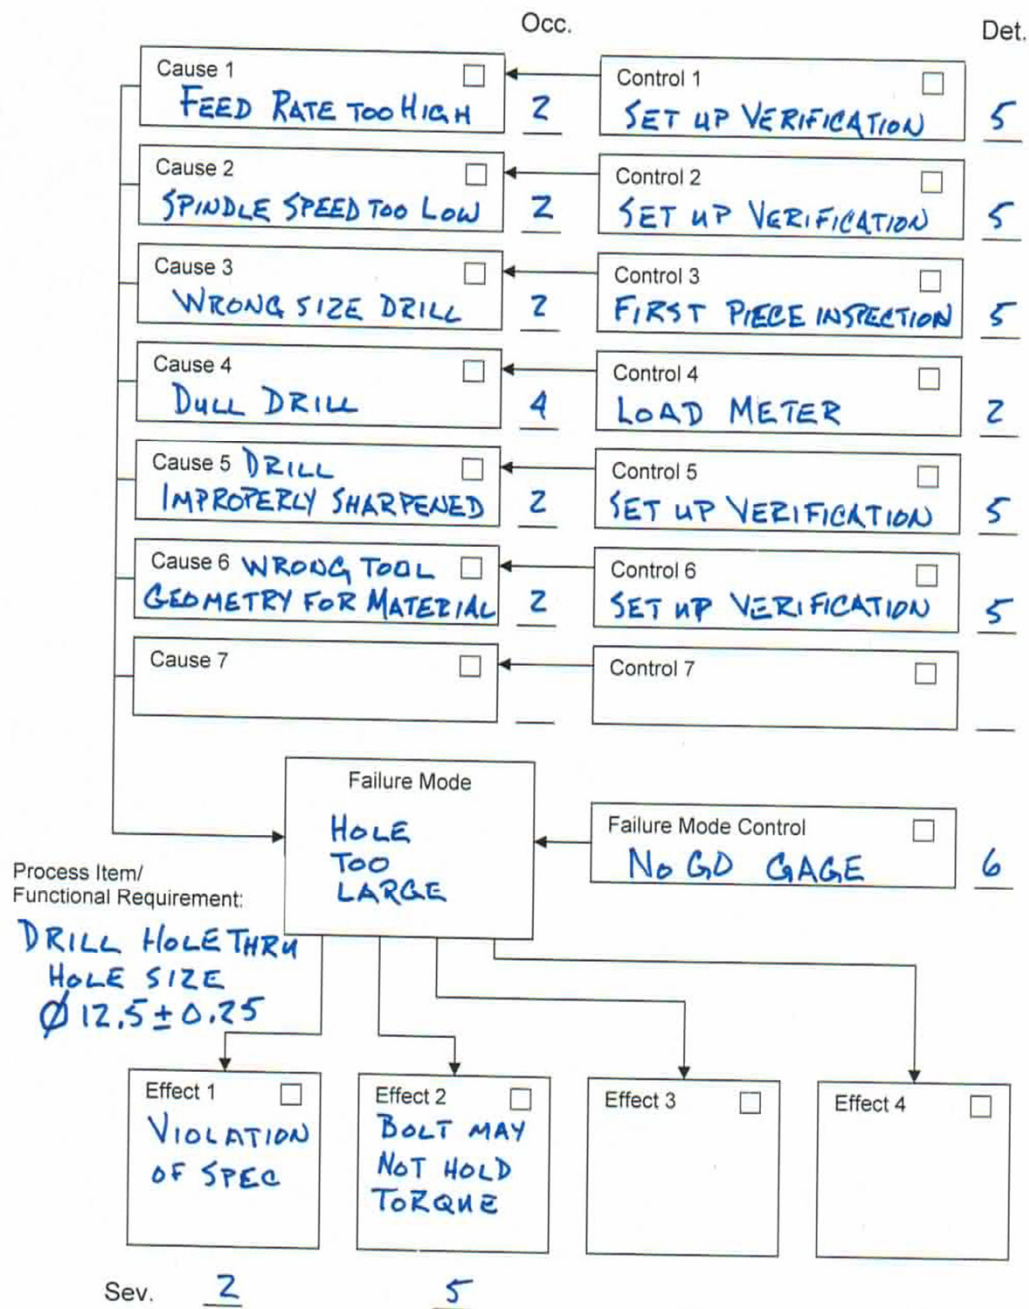 Occ.
Det.
Cause 1
FEED RATE TOO HIGH
2
Control 1
SET UP VERIFICATION
5
Cause 2
SPINDLE SPEED TOO LOW
2
Control 2
SET UP VERIFICATION
5
Cause 3
WRONG SIZE DRILL
2
Control 3
FIRST PIECE INSPECTION
5
Cause 4
DULL DRILL
4
Control 4
LOAD METER
2
Cause 5 DRILL
IMPROPERLY SHARPENED
2
Control 5
SET UP VERIFICATION
5
Cause 6 WRONG TOOL
GEOMETRY FOR MATERIAL
2
Control 6
SET UP VERIFICATION
5
Cause 7
Control 7
Failure Mode
HOLE
TOO
LARGE
Failure Mode Control
NO GO GAGE
6
Process Item/
Functional Requirement:
DRILL HOLE THRU
HOLE SIZE
Ø 12.5 ± 0.25
Effect 1
VIOLATION
OF SPEC
Effect 2
BOLT MAY
NOT HOLD
TORQUE
Effect 3
Effect 4
Sev. 2 5